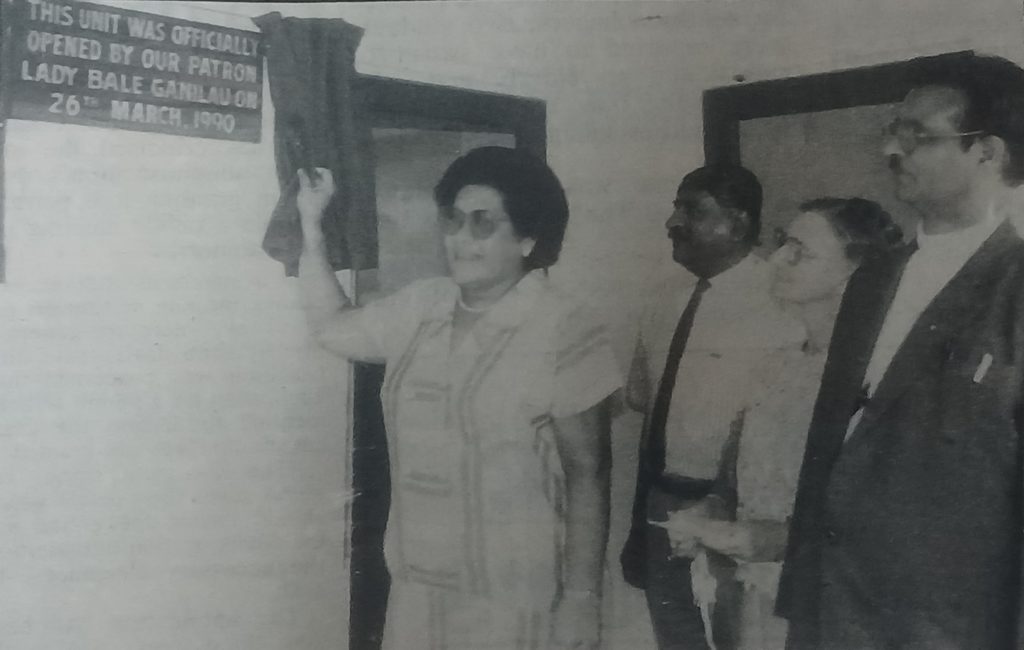 THIS UNIT WAS OFFICIALLY
OPENED BY OUR PATRON
LADY BALE GANILAU ON
26TH MARCH, 1990